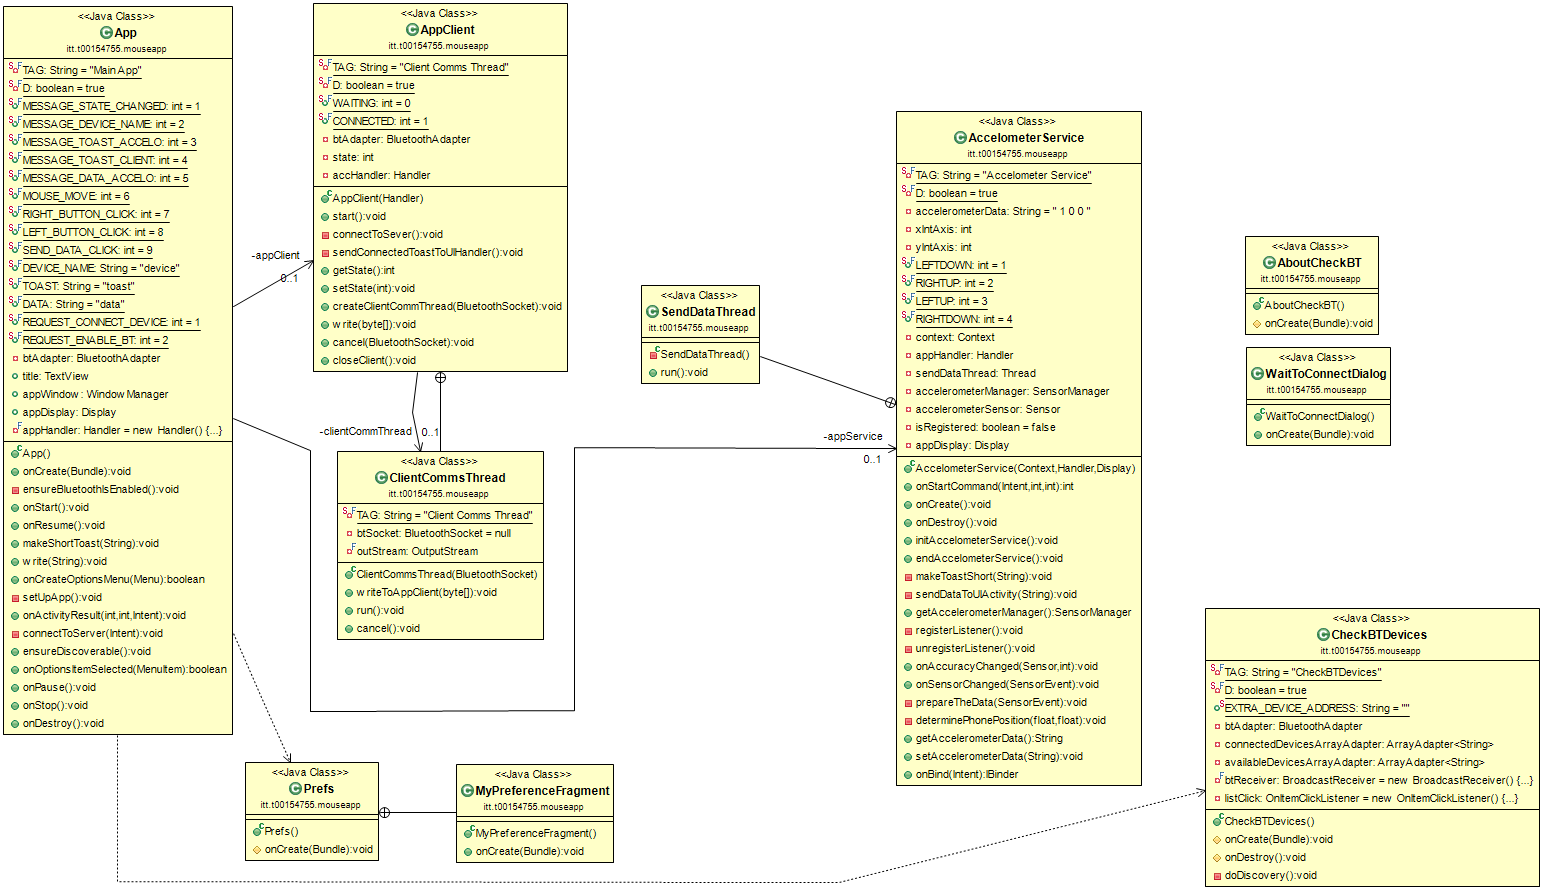 <<Java Class>>
App
itt.t00154755.mouseapp
TAG: String = "Main App"
D: boolean = true
MESSAGE_STATE_CHANGED: int = 1
MESSAGE_DEVICE_NAME: int = 2
MESSAGE_TOAST_ACCELO: int = 3
MESSAGE_TOAST_CLIENT: int = 4
MESSAGE_DATA_ACCELO: int = 5
MOUSE_MOVE: int = 6
RIGHT_BUTTON_CLICK: int = 7
LEFT_BUTTON_CLICK: int = 8
SEND_DATA_CLICK: int = 9
DEVICE_NAME: String = "device"
TOAST: String = "toast"
DATA: String = "data"
REQUEST_CONNECT_DEVICE: int = 1
REQUEST_ENABLE_BT: int = 2
btAdapter: BluetoothAdapter
title: TextView
appWindow: Window Manager
appDisplay: Display
appHandler: Handler = new Handler() {...}
App()
onCreate(Bundle):void
ensureBluetoothIsEnabled():void
onStart():void
onResume():void
makeShortToast(String):void
write(String):void
onCreateOptionsMenu(Menu):boolean
setUpApp():void
onActivityResult(int,int,Intent):void
connectToServer(Intent):void
ensureDiscoverable():void
onOptionsItemSelected(MenuItem):boolean
onPause():void
onStop():void
onDestroy():void
-appClient
0..1
<<Java Class>>
AppClient
itt.t00154755.mouseapp
TAG: String = "Client Comms Thread"
D: boolean = true
WAITING: int = 0
CONNECTED: int = 1
btAdapter: BluetoothAdapter
state: int
accHandler: Handler
AppClient(Handler)
start():void
connectToSever():void
sendConnectedToastToUIHandler():void
getState():int
setState(int):void
createClientCommThread(BluetoothSocket):void
write(byte[]):void
cancel(BluetoothSocket):void
closeClient():void
-clientCommThread
0..1
<<Java Class>>
ClientCommsThread
itt.t00154755.mouseapp
TAG: String = "Client Comms Thread"
btSocket: BluetoothSocket = null
outStream: OutputStream
ClientCommsThread(BluetoothSocket)
writeToAppClient(byte[]):void
run():void
cancel():void
<<Java Class>>
SendDataThread
itt.t00154755.mouseapp
SendDataThread()
run():void
-appService
0..1
<<Java Class>>
AccelometerService
itt.t00154755.mouseapp
TAG: String = "Accelometer Service"
D: boolean = true
accelerometerData: String = " 1 0 0 "
xIntAxis: int
yIntAxis: int
LEFTDOWN: int = 1
RIGHTUP: int = 2
LEFTUP: int = 3
RIGHTDOWN: int = 4
context: Context
appHandler: Handler
sendDataThread: Thread
accelerometerManager: SensorManager
accelerometerSensor: Sensor
isRegistered: boolean = false
appDisplay: Display
AccelometerService(Context,Handler,Display)
onStartCommand(Intent,int,int):int
onCreate():void
onDestroy():void
initAccelometerService():void
endAccelometerService():void
makeToastShort(String):void
sendDataToUIActivity(String):void
getAccelerometerManager():SensorManager
registerListener():void
unregisterListener():void
onAccuracyChanged(Sensor,int):void
onSensorChanged(SensorEvent):void
prepareTheData(SensorEvent):void
determinePhonePosition(float,float):void
getAccelerometerData():String
setAccelerometerData(String):void
onBind(Intent):IBinder
<<Java Class>>
AboutCheckBT
itt.t00154755.mouseapp
AboutCheckBT()
onCreate(Bundle):void
<<Java Class>>
WaitToConnectDialog
itt.t00154755.mouseapp
WaitToConnectDialog()
onCreate(Bundle):void
<<Java Class>>
Prefs
itt.t00154755.mouseapp
Prefs()
onCreate(Bundle):void
<<Java Class>>
MyPreferenceFragment
itt.t00154755.mouseapp
MyPreferenceFragment()
onCreate(Bundle):void
<<Java Class>>
CheckBTDevices
itt.t00154755.mouseapp
TAG: String = "CheckBTDevices"
D: boolean = true
EXTRA_DEVICE_ADDRESS: String = ""
btAdapter: BluetoothAdapter
connectedDevicesArrayAdapter: ArrayAdapter<String>
availableDevicesArrayAdapter: ArrayAdapter<String>
btReceiver: BroadcastReceiver = new BroadcastReceiver() {...}
listClick: OnItemClickListener = new OnItemClickListener() {...}
CheckBTDevices()
onCreate(Bundle):void
onDestroy():void
doDiscovery():void